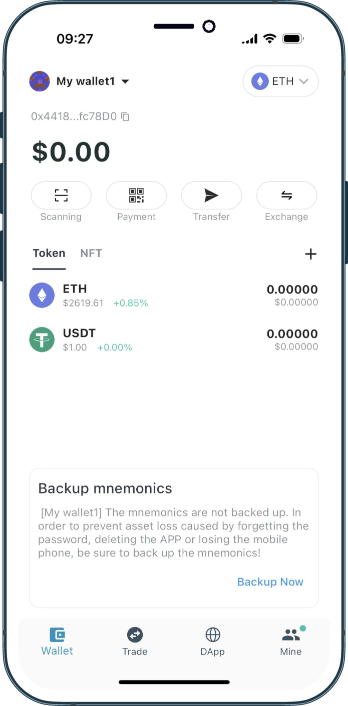 09:27
My wallet1
ETH
0x4418...fc78D0
$0.00
Scanning
Payment
Transfer
Exchange
Token
NFT
ETH
0.00000
$2619.61 +0.85%
$0.00000
USDT
0.00000
$1.00 +0.00%
$0.00000
Backup mnemonics
[My wallet1] The mnemonics are not backed up. In
order to prevent asset loss caused by forgetting the
password, deleting the APP or losing the mobile
phone, be sure to back up the mnemonics!
Backup Now
Wallet
Trade
DApp
Mine